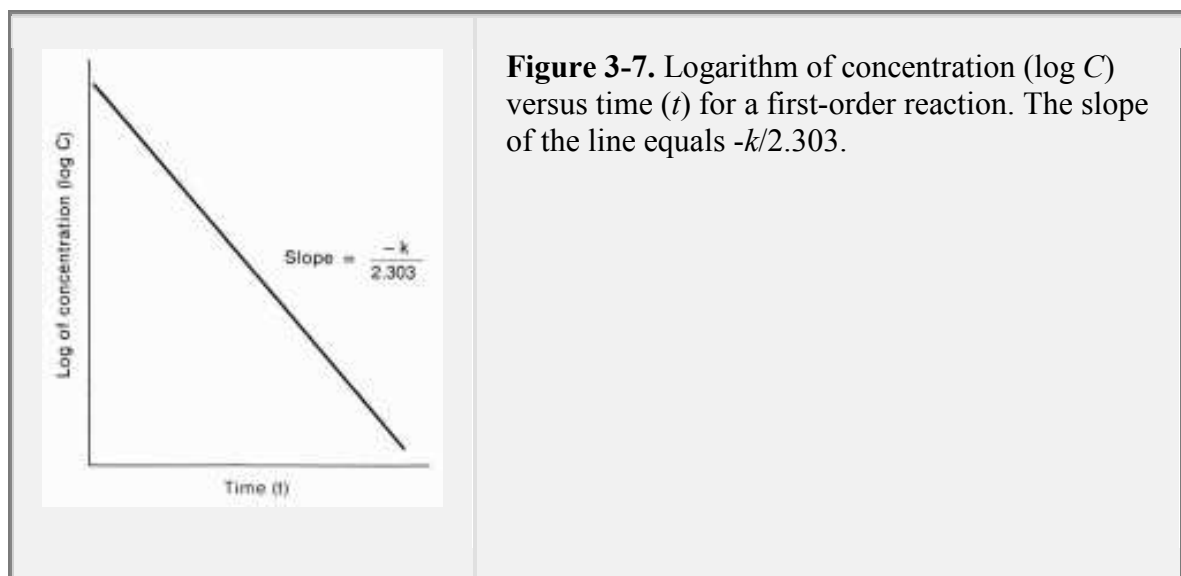 Log of concentration (log C)
Slope = -k
2.303
Time (t)
Figure 3-7. Logarithm of concentration (log C)
versus time (t) for a first-order reaction. The slope
of the line equals -k/2.303.